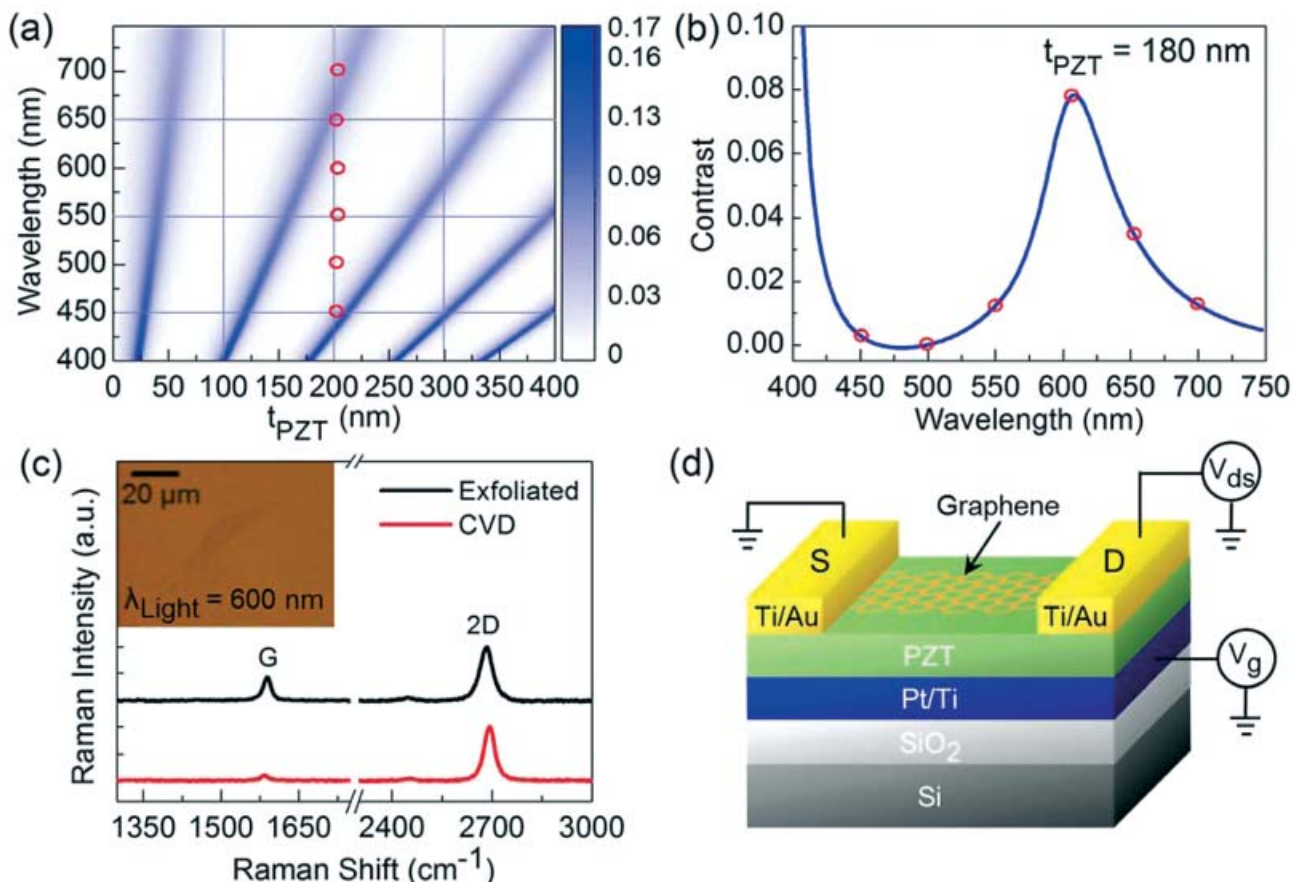 (a)
Wavelength (nm)
700
650
600
550
500
450
400
0 50 100 150 200 250 300 350 400
t_PZT (nm)
0.17
0.16
0.13
0.09
0.06
0.03
0
(b)
t_PZT = 180 nm
Contrast
0.10
0.08
0.06
0.04
0.02
0.00
400 450 500 550 600 650 700 750
Wavelength (nm)
(c)
Raman Intensity (a.u.)
20 μm
λ_Light = 600 nm
Exfoliated
CVD
G
2D
1350 1500 1650 2400 2700 3000
Raman Shift (cm⁻¹)
(d)
V_ds
Graphene
S
D
Ti/Au
Ti/Au
PZT
V_g
Pt/Ti
SiO₂
Si